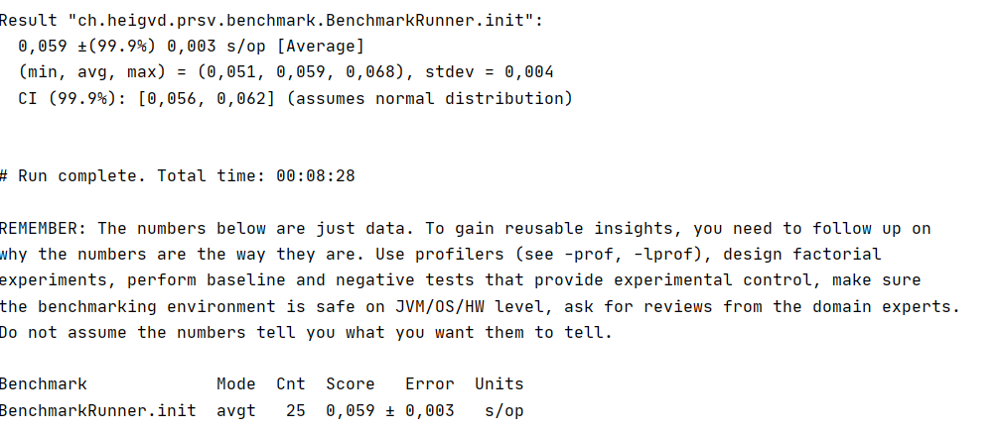 Result "ch.heigvd.prsv.benchmark.BenchmarkRunner.init":
  0,059 ±(99.9%) 0,003 s/op [Average]
  (min, avg, max) = (0,051, 0,059, 0,068), stdev = 0,004
  CI (99.9%): [0,056, 0,062] (assumes normal distribution)
# Run complete. Total time: 00:08:28
REMEMBER: The numbers below are just data. To gain reusable insights, you need to follow up on
why the numbers are the way they are. Use profilers (see -prof, -lprof), design factorial
experiments, perform baseline and negative tests that provide experimental control, make sure
the benchmarking environment is safe on JVM/OS/HW level, ask for reviews from the domain experts.
Do not assume the numbers tell you what you want them to tell.
Benchmark             Mode  Cnt  Score   Error  Units
BenchmarkRunner.init  avgt   25  0,059 ± 0,003   s/op